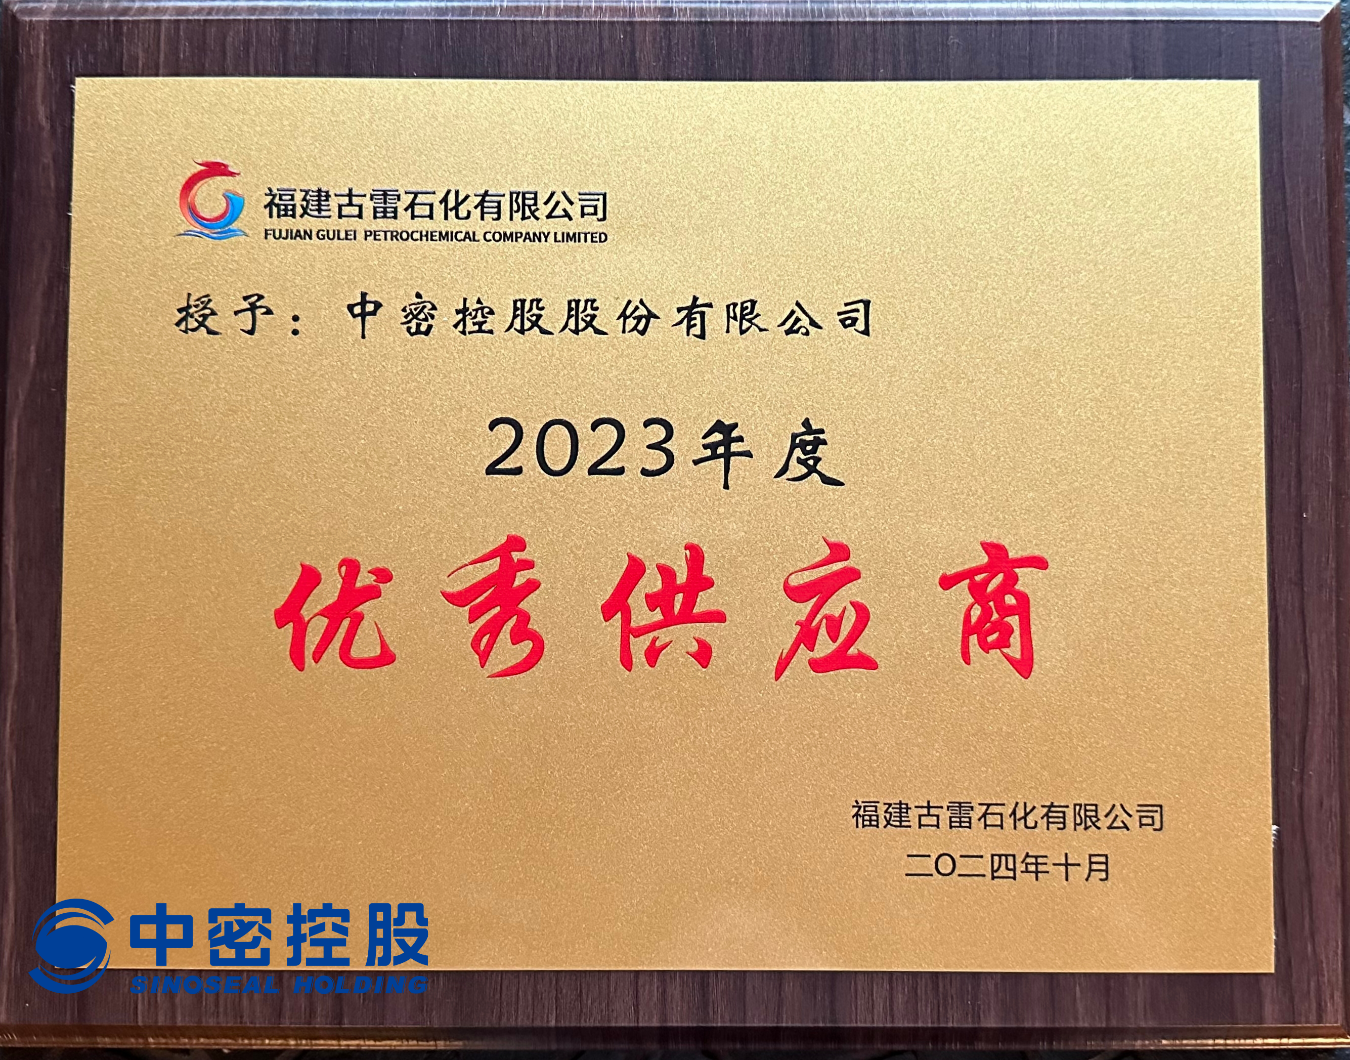 福建古雷石化有限公司
FUJIAN GULEI PETROCHEMICAL COMPANY LIMITED
授予：中密控股股份有限公司
2023年度
优秀供应商
福建古雷石化有限公司
二O二四年十月
中密控股
SINOSEAL HOLDING